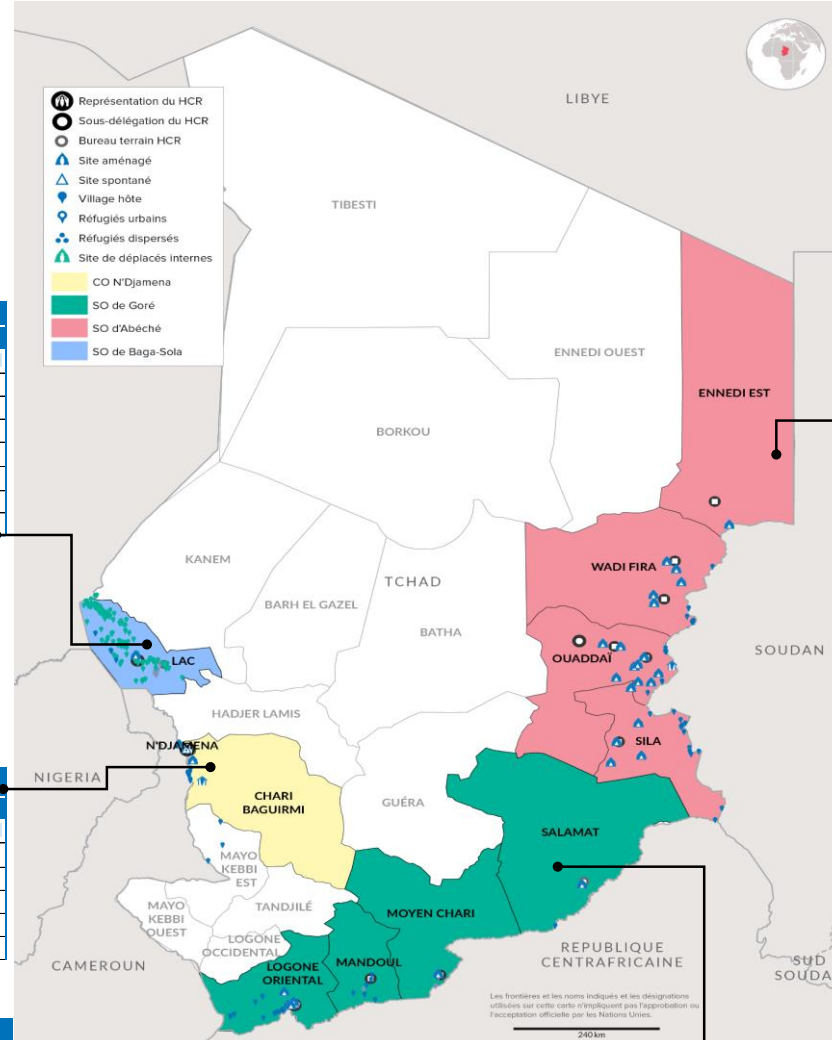 LIBYE
Représentation du HCR
Sous-délégation du HCR
Bureau terrain HCR
Site aménagé
Site spontané
Village hôte
Réfugiés urbains
Réfugiés dispersés
Site de déplacés internes
CO N'Djamena
SO de Goré
SO d'Abéché
SO de Baga-Sola
TIBESTI
ENNEDI OUEST
ENNEDI EST
BORKOU
KANEM
TCHAD
WADI FIRA
BARH EL GAZEL
BATHA
SOUDAN
OUADDAÏ
LAC
HADJER LAMIS
SILA
N'DJAMENA
NIGERIA
CHARI
BAGUIRMI
GUÉRA
SALAMAT
MAYO
KEBBI
EST
MAYO
KEBBI
OUEST
TANDJILÉ
MOYEN CHARI
LOGONE
OCCIDENTAL
REPUBLIQUE
CENTRAFRICAINE
CAMEROUN
LOGONE
ORIENTAL
MANDOUL
SUD
SOUDA
Les frontières et les noms indiqués et les désignations
utilisées sur cette carte n'impliquent pas l'approbation ou
l'acceptation officielle par les Nations Unies.
240km